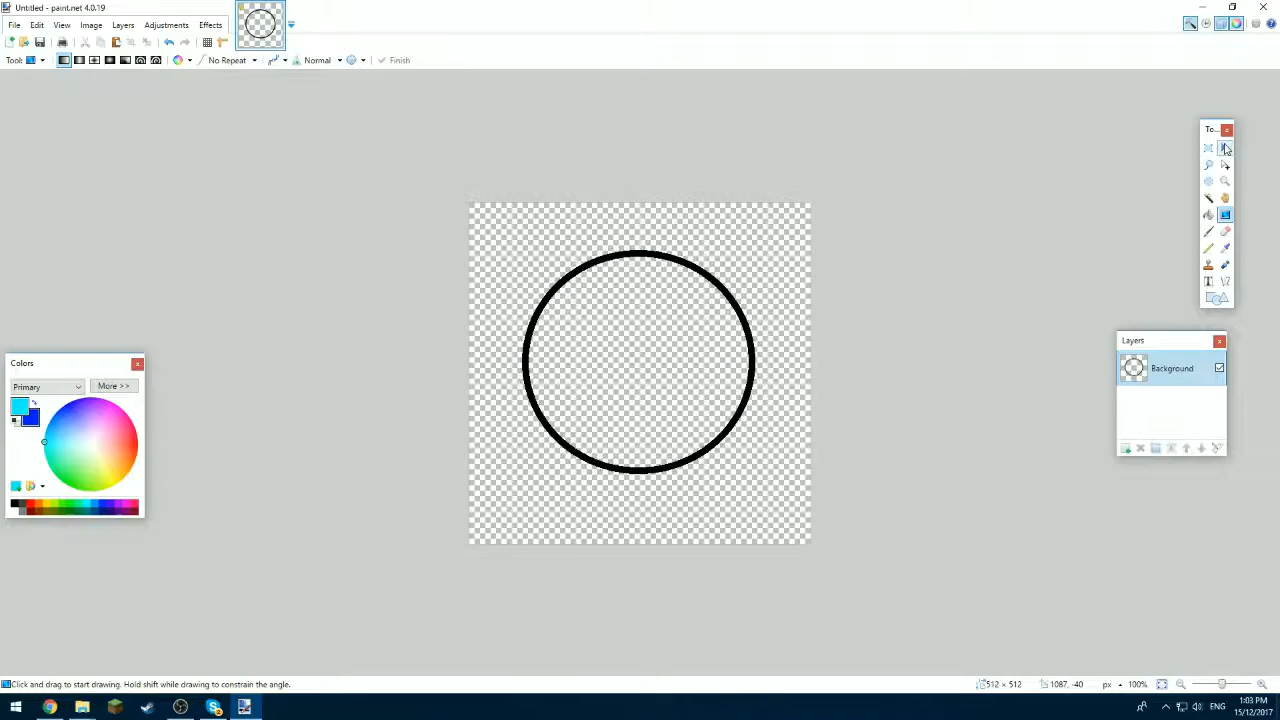 Untitled - paint.net 4.0.19
File Edit View Image Layers Adjustments Effects
Tool: No Repeat Normal Finish
To...
Layers
Background
Colors
Primary More >>
Click and drag to start drawing. Hold shift while drawing to constrain the angle.
512 × 512 1087, -40 px 100%
ENG 1:03 PM
15/12/2017